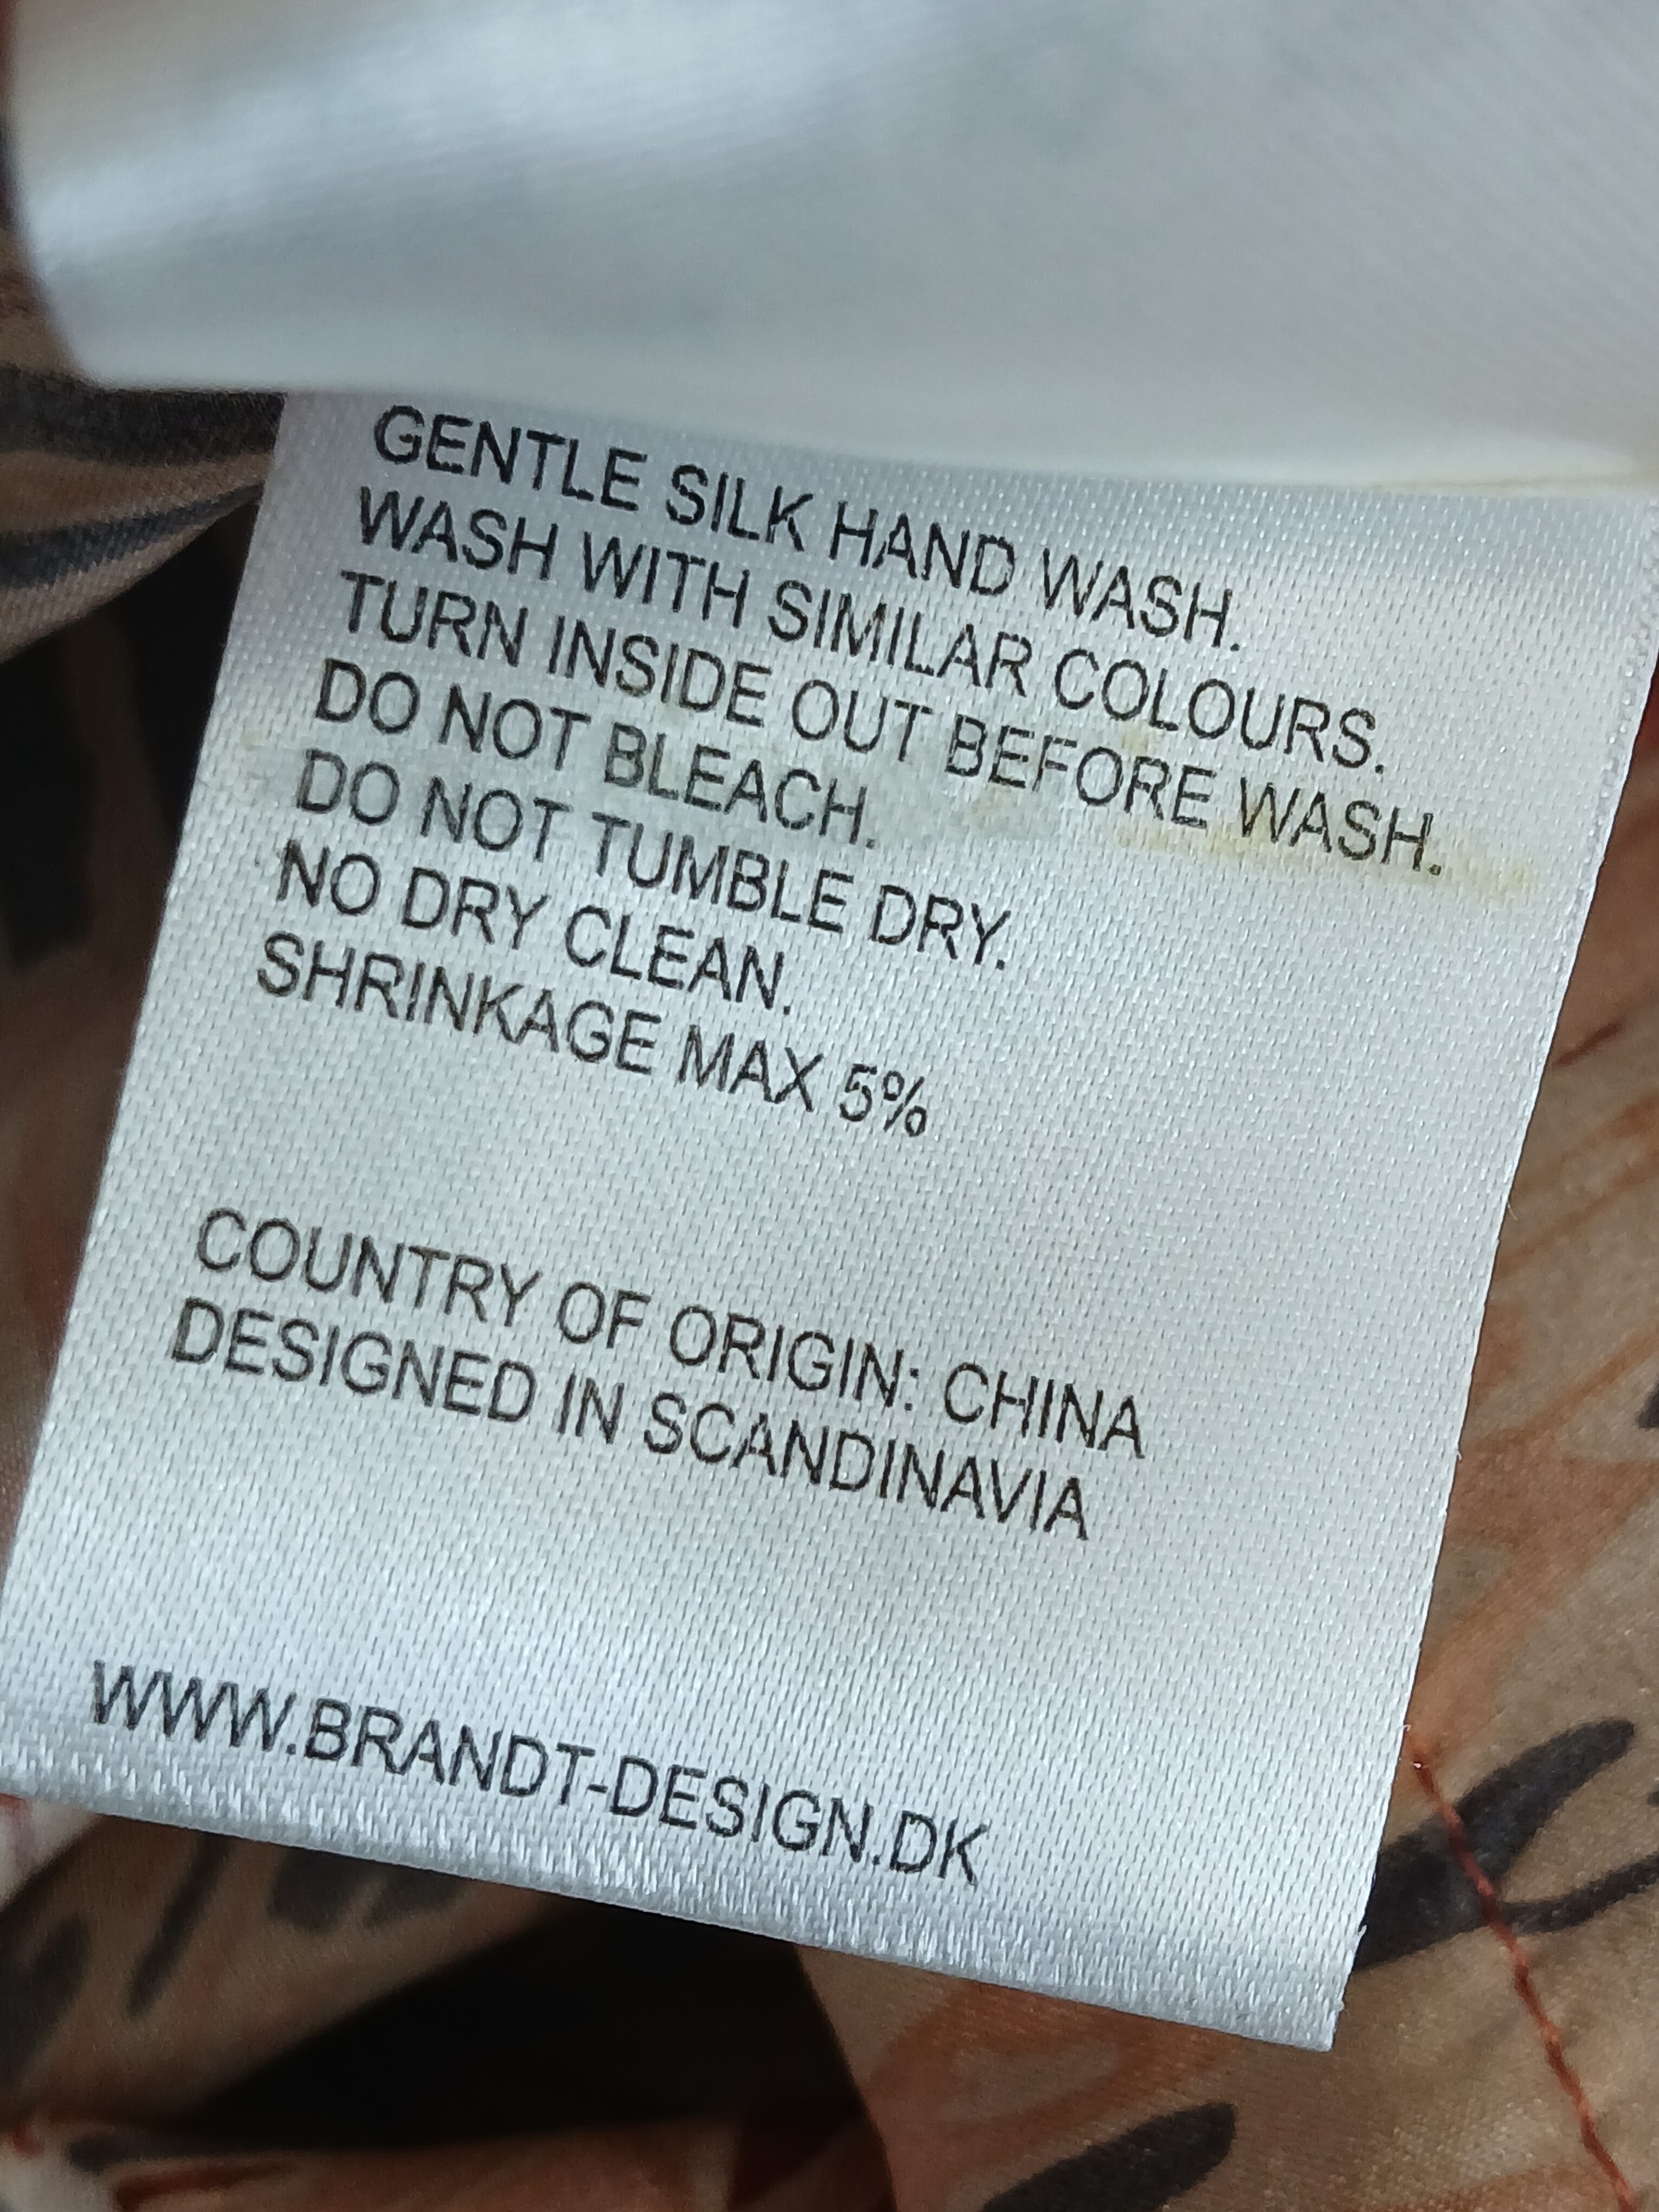 GENTLE SILK HAND WASH.
WASH WITH SIMILAR COLOURS.
TURN INSIDE OUT BEFORE WASH.
DO NOT BLEACH.
DO NOT TUMBLE DRY.
NO DRY CLEAN.
SHRINKAGE MAX 5%
COUNTRY OF ORIGIN: CHINA
DESIGNED IN SCANDINAVIA
WWW.BRANDT-DESIGN.DK